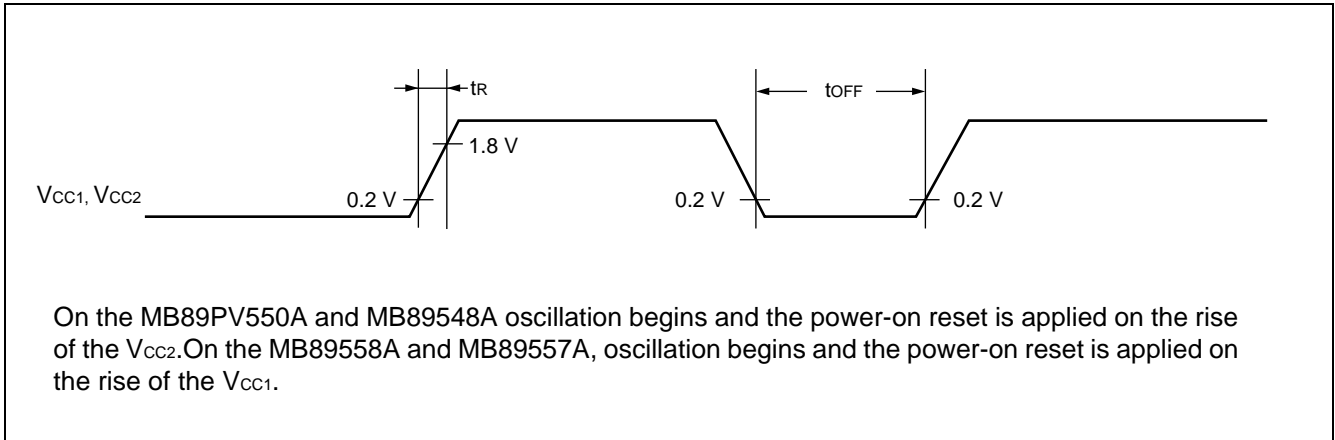 tR
tOFF
1.8 V
VCC1, VCC2
0.2 V
0.2 V
0.2 V
On the MB89PV550A and MB89548A oscillation begins and the power-on reset is applied on the rise
of the VCC2.On the MB89558A and MB89557A, oscillation begins and the power-on reset is applied on
the rise of the VCC1.